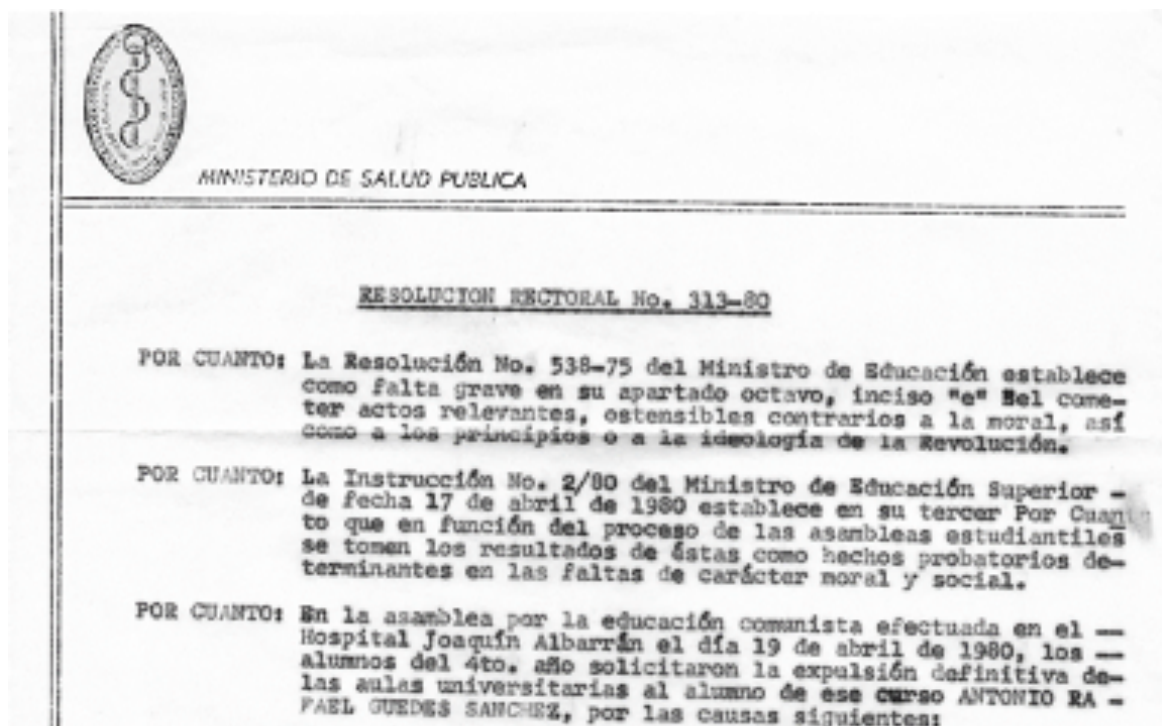 MINISTERIO DE SALUD PUBLICA
RESOLUCION RECTORAL No. 313-80
POR CUANTO: La Resolución No. 538-75 del Ministro de Educación establece
como falta grave en su apartado octavo, inciso "e" el come-
ter actos relevantes, ostensibles contrarios a la moral, así
como a los principios o a la ideología de la Revolución.
POR CUANTO: La Instrucción No. 2/80 del Ministro de Educación Superior -
de fecha 17 de abril de 1980 establece en su tercer Por Cuan
to que en función del proceso de las asambleas estudiantiles
se tomen los resultados de éstas como hechos probatorios de-
terminantes en las faltas de carácter moral y social.
POR CUANTO: En la asamblea por la educación comunista efectuada en el --
Hospital Joaquín Albarrán el día 19 de abril de 1980, los --
alumnos del 4to. año solicitaron la expulsión definitiva de-
las aulas universitarias al alumno de ese curso ANTONIO RA -
FAEL GUEDES SANCHEZ, por las causas siguientes: